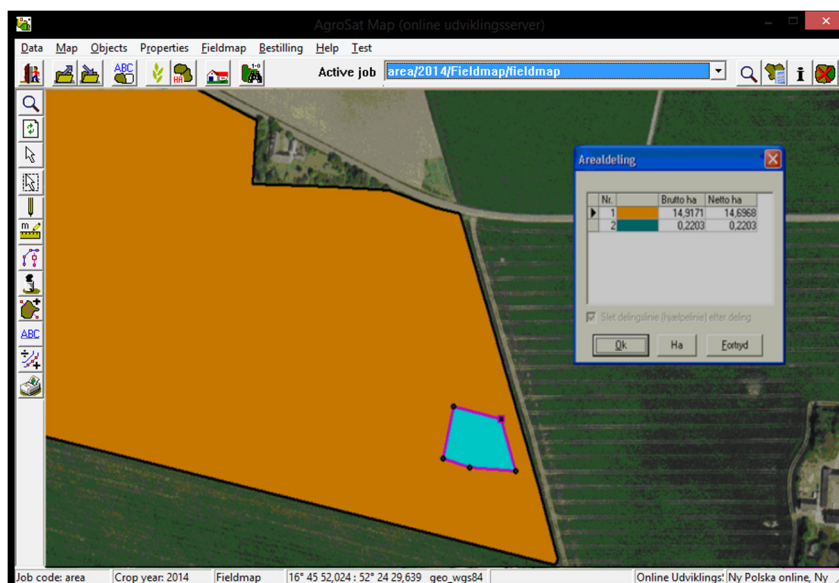 AgroSat Map (online udviklingsserver)
Data Map Objects Properties Fieldmap Bestilling Help Test
ABC HA 1-0 Active job area/2014/Fieldmap/fieldmap i
m
ABC
Arealdeling
Nr. Brutto ha Netto ha
1 14,9171 14,6968
2 0,2203 0,2203
Slet delingslinie (hjælpelinie) efter deling
Ok Ha Fortryd
Job code: area Crop year: 2014 Fieldmap 16° 45 52,024 : 52° 24 29,639 geo_wgs84 Online Udviklings' Ny Polska online, Ny